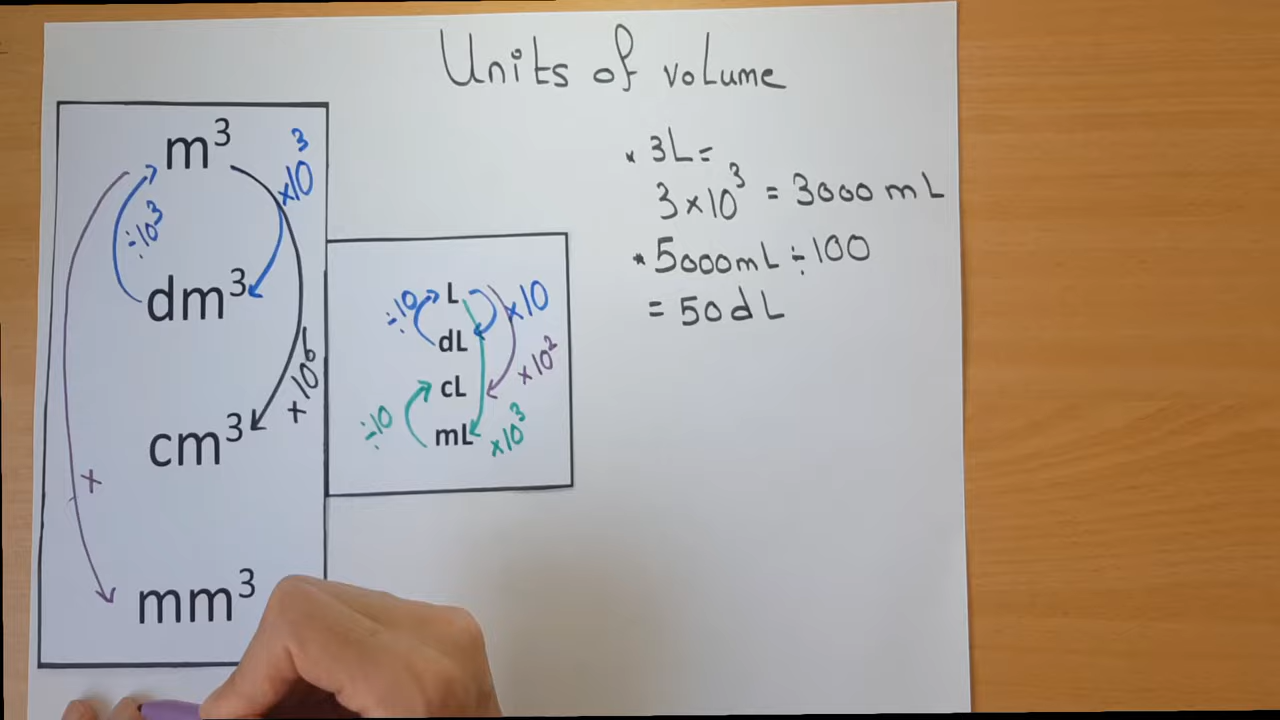 Units of volume
m³
×10³
÷10³
dm³
×10⁶
cm³
×
mm³
L
÷10
×10
dL
×10²
cL
÷10
mL
×10³
* 3L =
3×10³ = 3000 mL
* 5000mL ÷ 100
= 50 dL